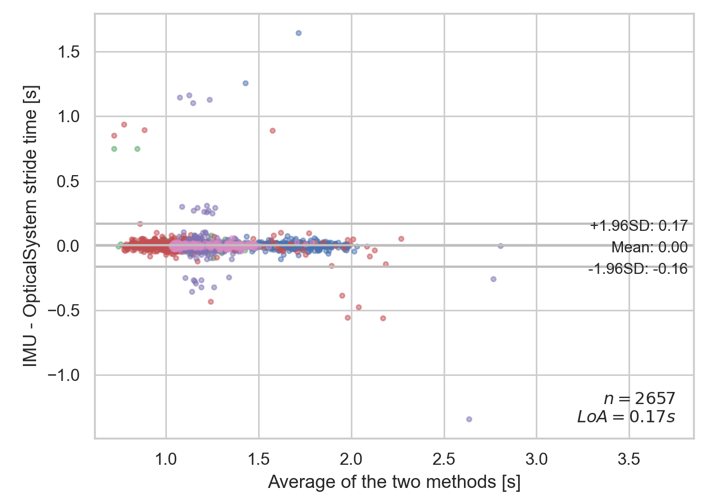 IMU - OpticalSystem stride time [s]
1.5
1.0
0.5
0.0
−0.5
−1.0
+1.96SD: 0.17
Mean: 0.00
-1.96SD: -0.16
n = 2657
LoA = 0.17s
1.0 1.5 2.0 2.5 3.0 3.5
Average of the two methods [s]